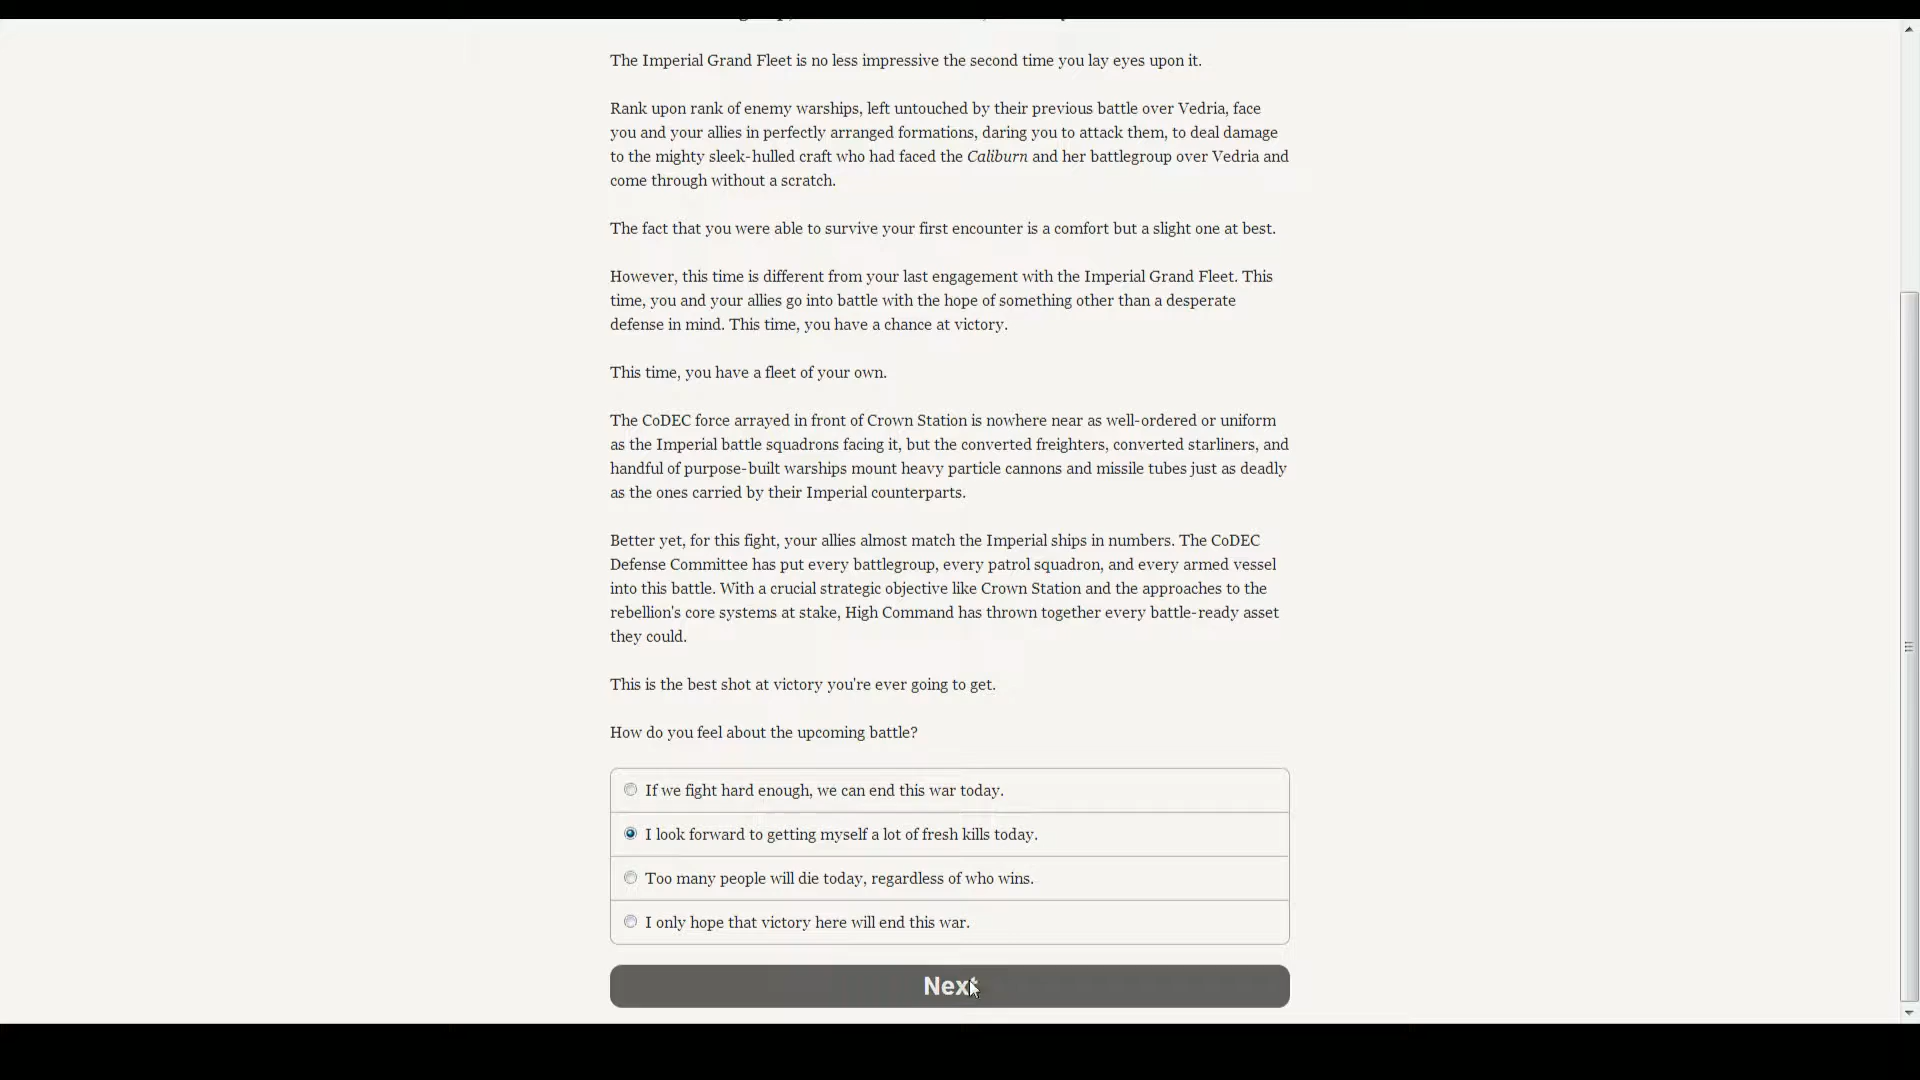 The Imperial Grand Fleet is no less impressive the second time you lay eyes upon it.
Rank upon rank of enemy warships, left untouched by their previous battle over Vedria, face
you and your allies in perfectly arranged formations, daring you to attack them, to deal damage
to the mighty sleek-hulled craft who had faced the Caliburn and her battlegroup over Vedria and
come through without a scratch.
The fact that you were able to survive your first encounter is a comfort but a slight one at best.
However, this time is different from your last engagement with the Imperial Grand Fleet. This
time, you and your allies go into battle with the hope of something other than a desperate
defense in mind. This time, you have a chance at victory.
This time, you have a fleet of your own.
The CoDEC force arrayed in front of Crown Station is nowhere near as well-ordered or uniform
as the Imperial battle squadrons facing it, but the converted freighters, converted starliners, and
handful of purpose-built warships mount heavy particle cannons and missile tubes just as deadly
as the ones carried by their Imperial counterparts.
Better yet, for this fight, your allies almost match the Imperial ships in numbers. The CoDEC
Defense Committee has put every battlegroup, every patrol squadron, and every armed vessel
into this battle. With a crucial strategic objective like Crown Station and the approaches to the
rebellion's core systems at stake, High Command has thrown together every battle-ready asset
they could.
This is the best shot at victory you're ever going to get.
How do you feel about the upcoming battle?
If we fight hard enough, we can end this war today.
I look forward to getting myself a lot of fresh kills today.
Too many people will die today, regardless of who wins.
I only hope that victory here will end this war.
Next